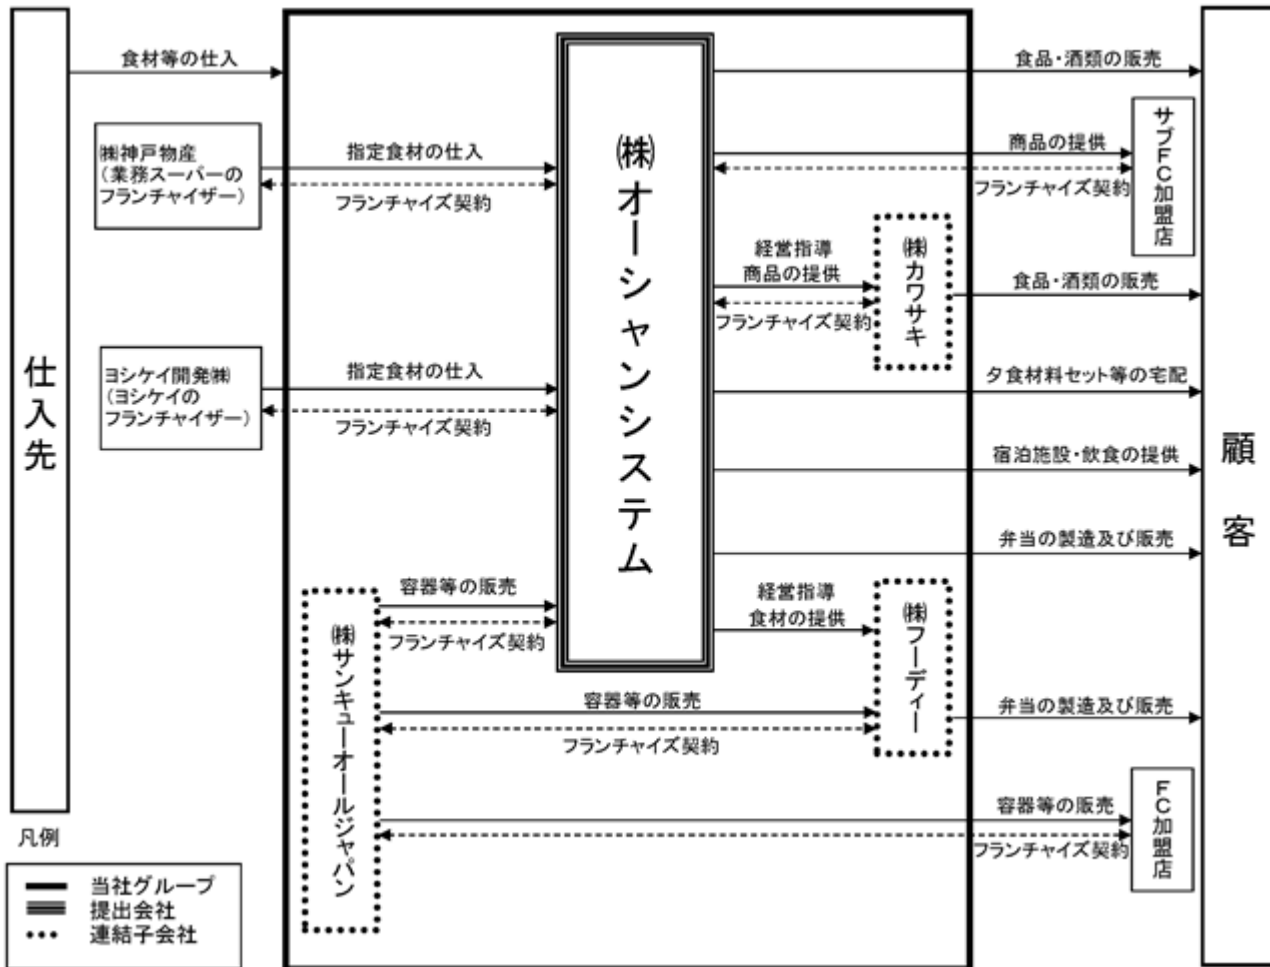 仕入先
食材等の仕入
㈱神戸物産
(業務スーパーの
フランチャイザー)
指定食材の仕入
フランチャイズ契約
ヨシケイ開発㈱
(ヨシケイの
フランチャイザー)
指定食材の仕入
フランチャイズ契約
㈱オーシャンシステム
食品・酒類の販売
商品の提供
フランチャイズ契約
サブFC加盟店
経営指導
商品の提供
フランチャイズ契約
㈱カワサキ
食品・酒類の販売
夕食材料セット等の宅配
宿泊施設・飲食の提供
弁当の製造及び販売
容器等の販売
フランチャイズ契約
㈱サンキューオールジャパン
経営指導
食材の提供
㈱フーディー
容器等の販売
フランチャイズ契約
弁当の製造及び販売
容器等の販売
フランチャイズ契約
FC加盟店
顧客
凡例
当社グループ
提出会社
連結子会社